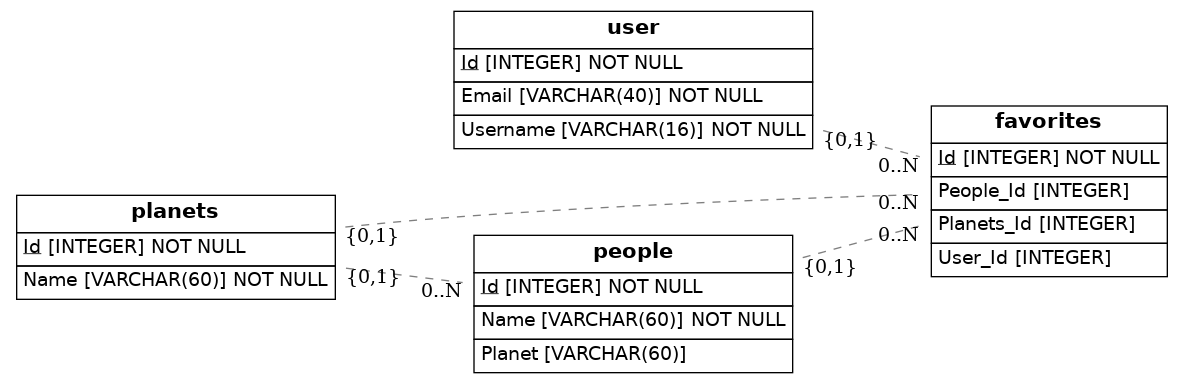 user
Id [INTEGER] NOT NULL
Email [VARCHAR(40)] NOT NULL
Username [VARCHAR(16)] NOT NULL
{0,1}
0..N
favorites
Id [INTEGER] NOT NULL
People_Id [INTEGER]
Planets_Id [INTEGER]
User_Id [INTEGER]
0..N
0..N
planets
Id [INTEGER] NOT NULL
Name [VARCHAR(60)] NOT NULL
{0,1}
{0,1}
0..N
people
Id [INTEGER] NOT NULL
Name [VARCHAR(60)] NOT NULL
Planet [VARCHAR(60)]
{0,1}